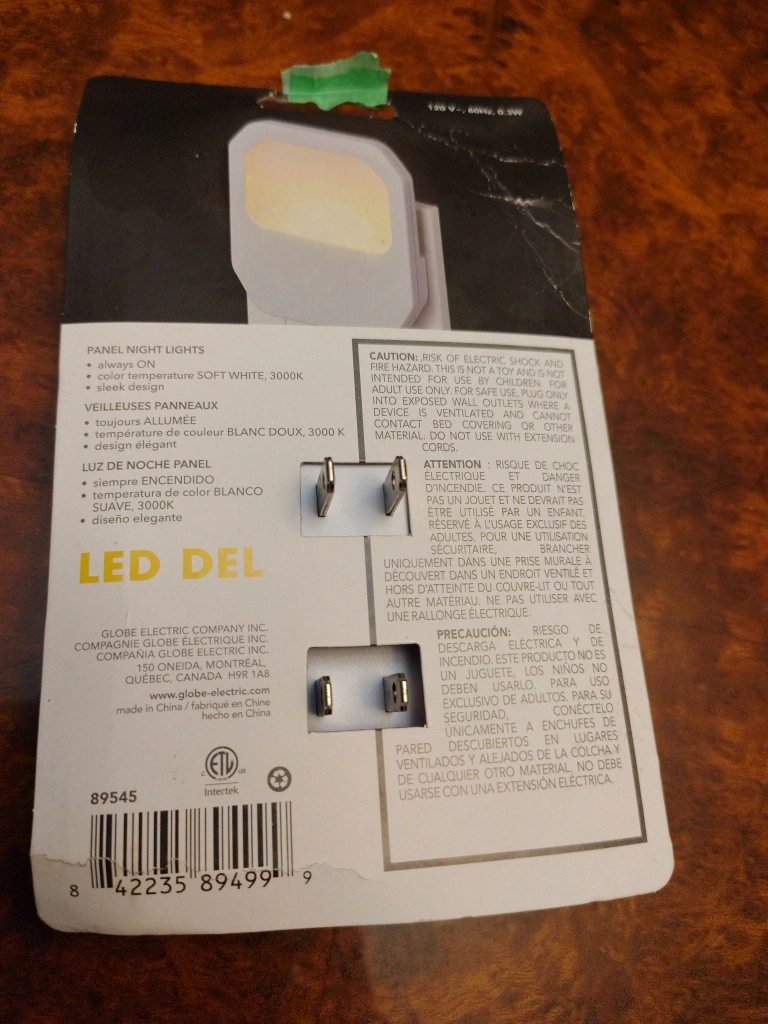 120 V~, 60Hz, 0.3W
PANEL NIGHT LIGHTS
• always ON
• color temperature SOFT WHITE, 3000K
• sleek design
VEILLEUSES PANNEAUX
• toujours ALLUMÉE
• température de couleur BLANC DOUX, 3000 K
• design élégant
LUZ DE NOCHE PANEL
• siempre ENCENDIDO
• temperatura de color BLANCO
SUAVE, 3000K
• diseño elegante
LED DEL
GLOBE ELECTRIC COMPANY INC.
COMPAGNIE GLOBE ÉLECTRIQUE INC.
COMPAÑIA GLOBE ELECTRIC INC.
150 ONEIDA, MONTRÉAL,
QUÉBEC, CANADA H9R 1A8
www.globe-electric.com
made in China / fabriqué en Chine
hecho en China
C ETL US
Intertek
89545
8 42235 89499 9
CAUTION: RISK OF ELECTRIC SHOCK AND
FIRE HAZARD. THIS IS NOT A TOY AND IS NOT
INTENDED FOR USE BY CHILDREN. FOR
ADULT USE ONLY. FOR SAFE USE, PLUG ONLY
INTO EXPOSED WALL OUTLETS WHERE A
DEVICE IS VENTILATED AND CANNOT
CONTACT BED COVERING OR OTHER
MATERIAL. DO NOT USE WITH EXTENSION
CORDS.
ATTENTION : RISQUE DE CHOC
ÉLECTRIQUE ET DANGER
D'INCENDIE. CE PRODUIT N'EST
PAS UN JOUET ET NE DEVRAIT PAS
ÊTRE UTILISÉ PAR UN ENFANT.
RÉSERVÉ À L'USAGE EXCLUSIF DES
ADULTES. POUR UNE UTILISATION
SÉCURITAIRE, BRANCHER
UNIQUEMENT DANS UNE PRISE MURALE À
DÉCOUVERT DANS UN ENDROIT VENTILÉ ET
HORS D'ATTEINTE DU COUVRE-LIT OU TOUT
AUTRE MATÉRIAU. NE PAS UTILISER AVEC
UNE RALLONGE ÉLECTRIQUE.
PRECAUCIÓN: RIESGO DE
DESCARGA ELÉCTRICA Y DE
INCENDIO. ESTE PRODUCTO NO ES
UN JUGUETE, LOS NIÑOS NO
DEBEN USARLO. PARA USO
EXCLUSIVO DE ADULTOS. PARA SU
SEGURIDAD, CONÉCTELO
ÚNICAMENTE A ENCHUFES DE
PARED DESCUBIERTOS EN LUGARES
VENTILADOS Y ALEJADOS DE LA COLCHA Y
DE CUALQUIER OTRO MATERIAL. NO DEBE
USARSE CON UNA EXTENSIÓN ELÉCTRICA.